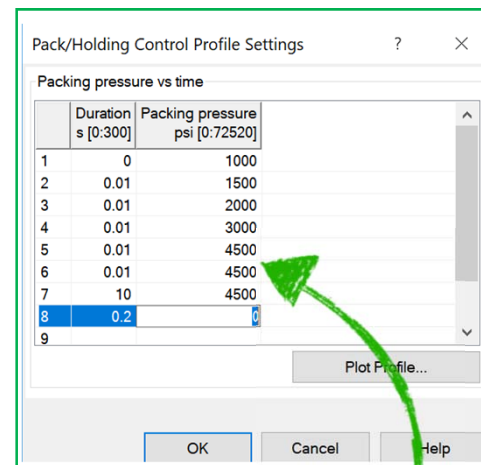 Pack/Holding Control Profile Settings ?
Packing pressure vs time
Duration Packing pressure
s [0:300] psi [0:72520]
1 0 1000
2 0.01 1500
3 0.01 2000
4 0.01 3000
5 0.01 4500
6 0.01 4500
7 10 4500
8 0.2 0
9
Plot Profile...
OK Cancel Help